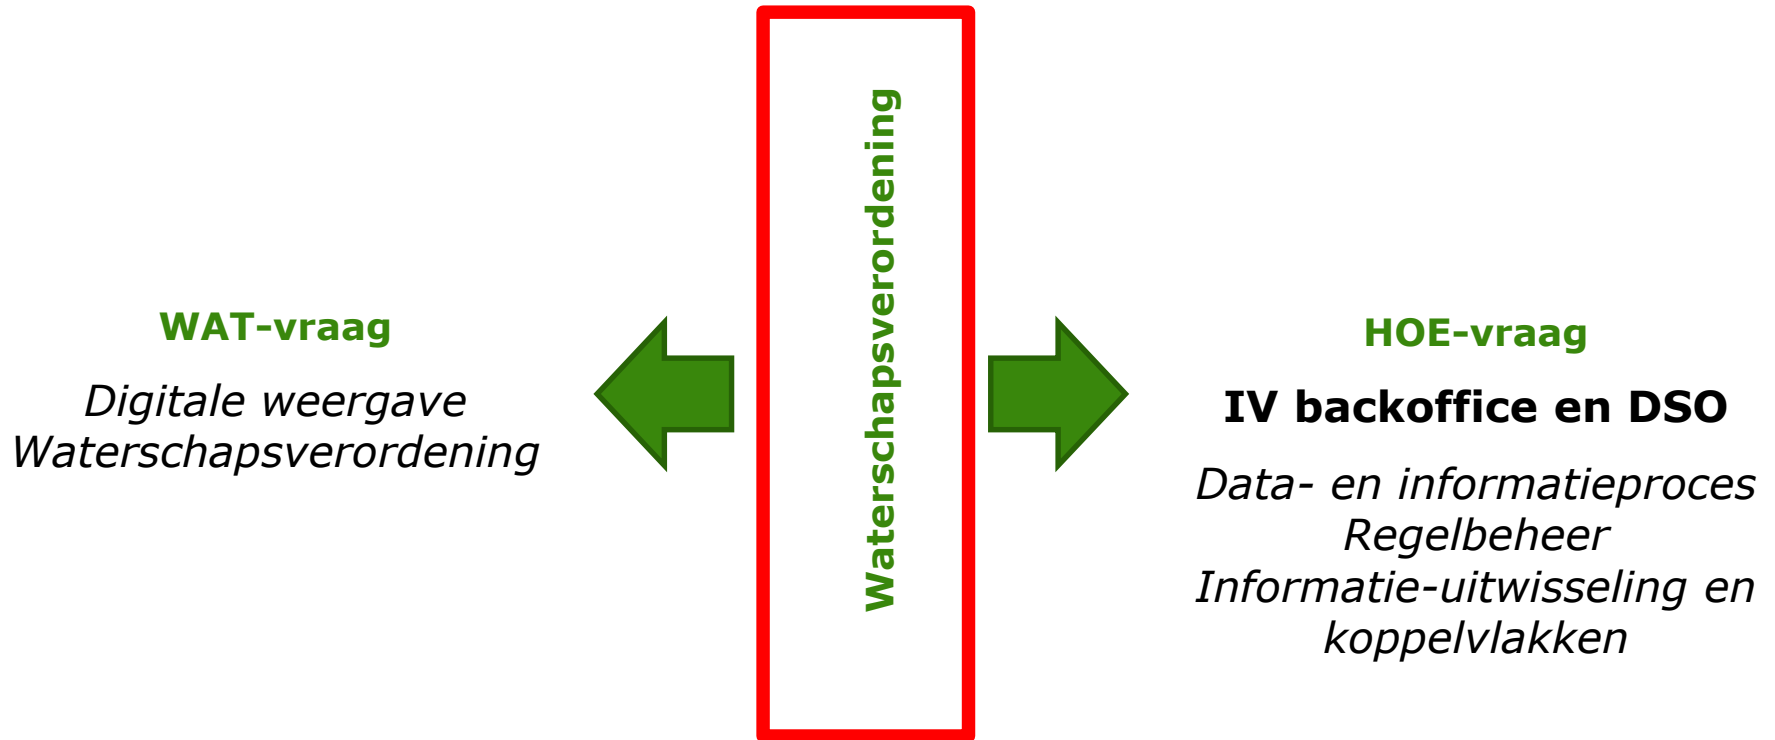 WAT-vraag
Digitale weergave
Waterschapsverordening
Waterschapsverordening
HOE-vraag
IV backoffice en DSO
Data- en informatieproces
Regelbeheer
Informatie-uitwisseling en
koppelvlakken